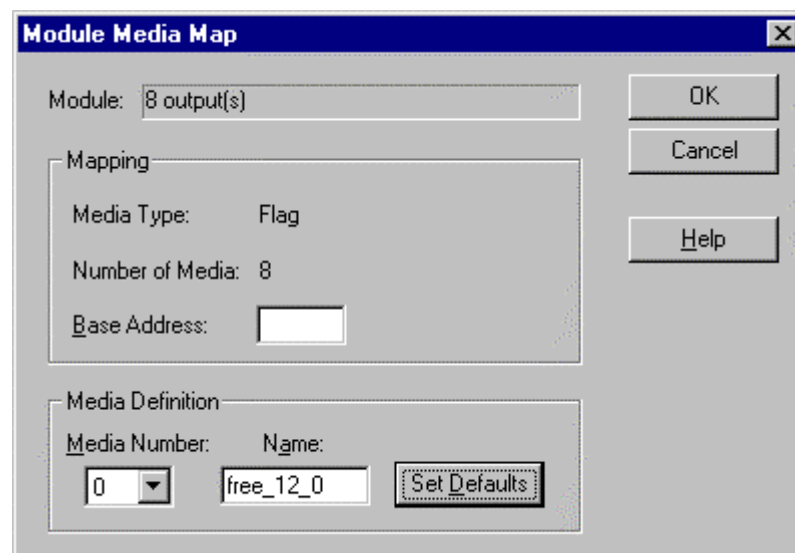 Module Media Map
Module: 8 output(s)
OK
Cancel
Help
Mapping
Media Type: Flag
Number of Media: 8
Base Address:
Media Definition
Media Number: Name:
0 free_12_0 Set Defaults